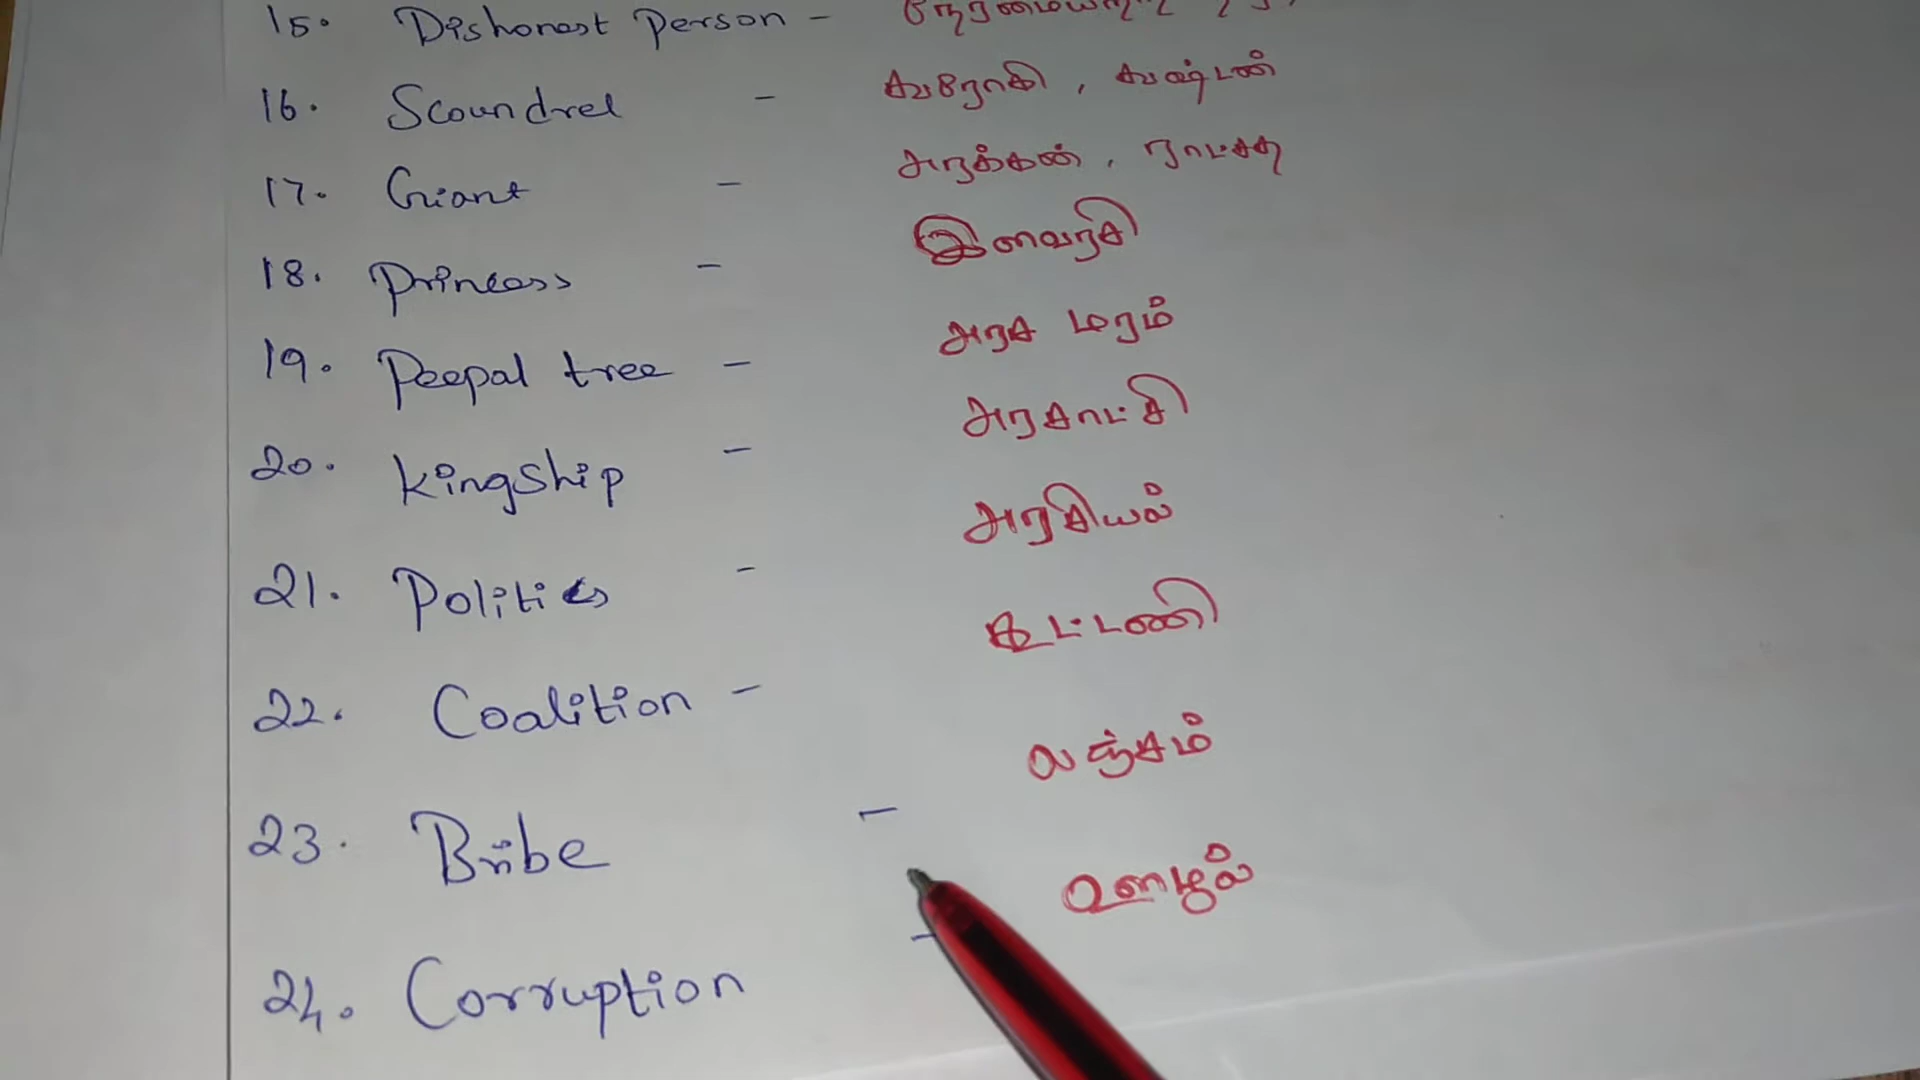 15. Dishonest person -
16. Scoundrel - துரோகி, துஷ்டன்
17. Giant - அரக்கன், ராட்சத
18. Princess - இளவரசி
19. Peepal tree - அரச மரம்
20. Kingship - அரசாட்சி
21. Politics - அரசியல்
22. Coalition - கூட்டணி
23. Bribe - லஞ்சம்
24. Corruption - ஊழல்